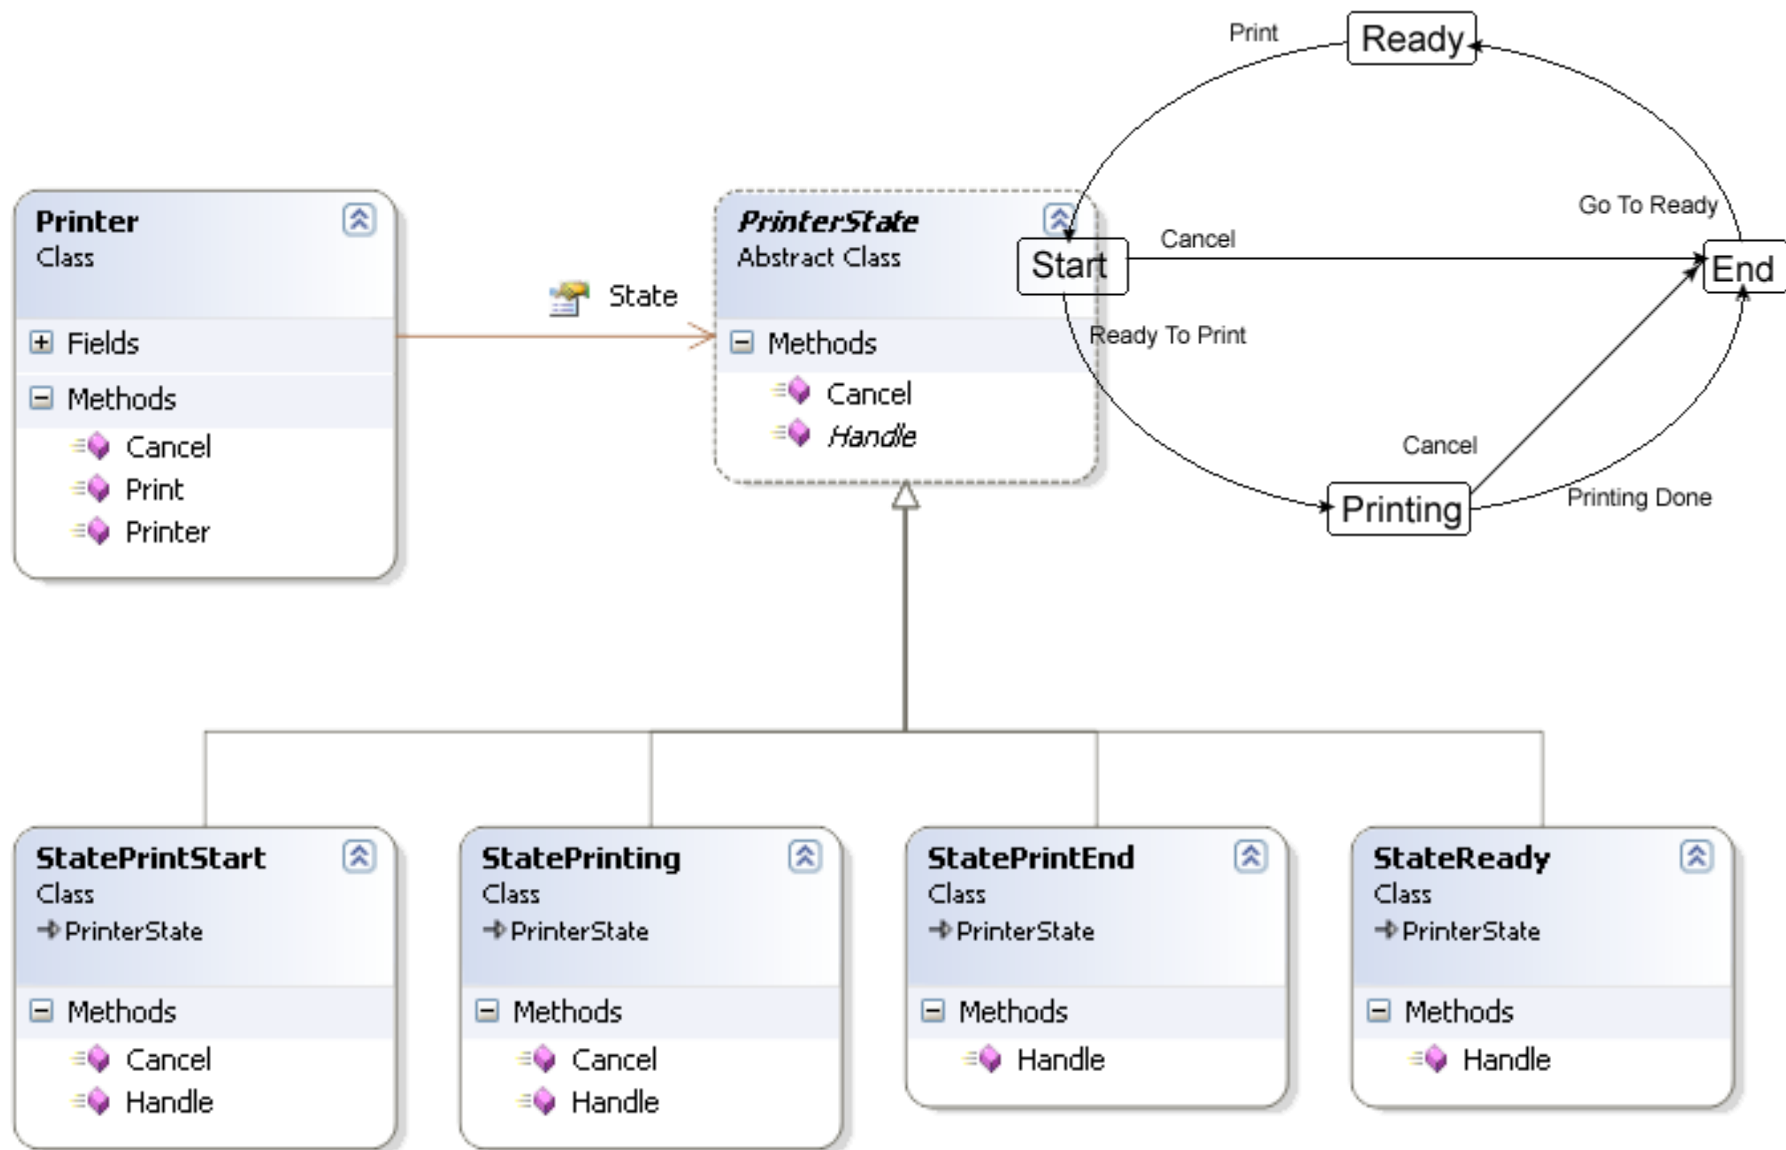 Print
Ready
Printer
Class
Fields
Methods
Cancel
Print
Printer
State
PrinterState
Abstract Class
Methods
Cancel
Handle
Start
Cancel
Go To Ready
End
Ready To Print
Cancel
Printing
Printing Done
StatePrintStart
Class
PrinterState
Methods
Cancel
Handle
StatePrinting
Class
PrinterState
Methods
Cancel
Handle
StatePrintEnd
Class
PrinterState
Methods
Handle
StateReady
Class
PrinterState
Methods
Handle